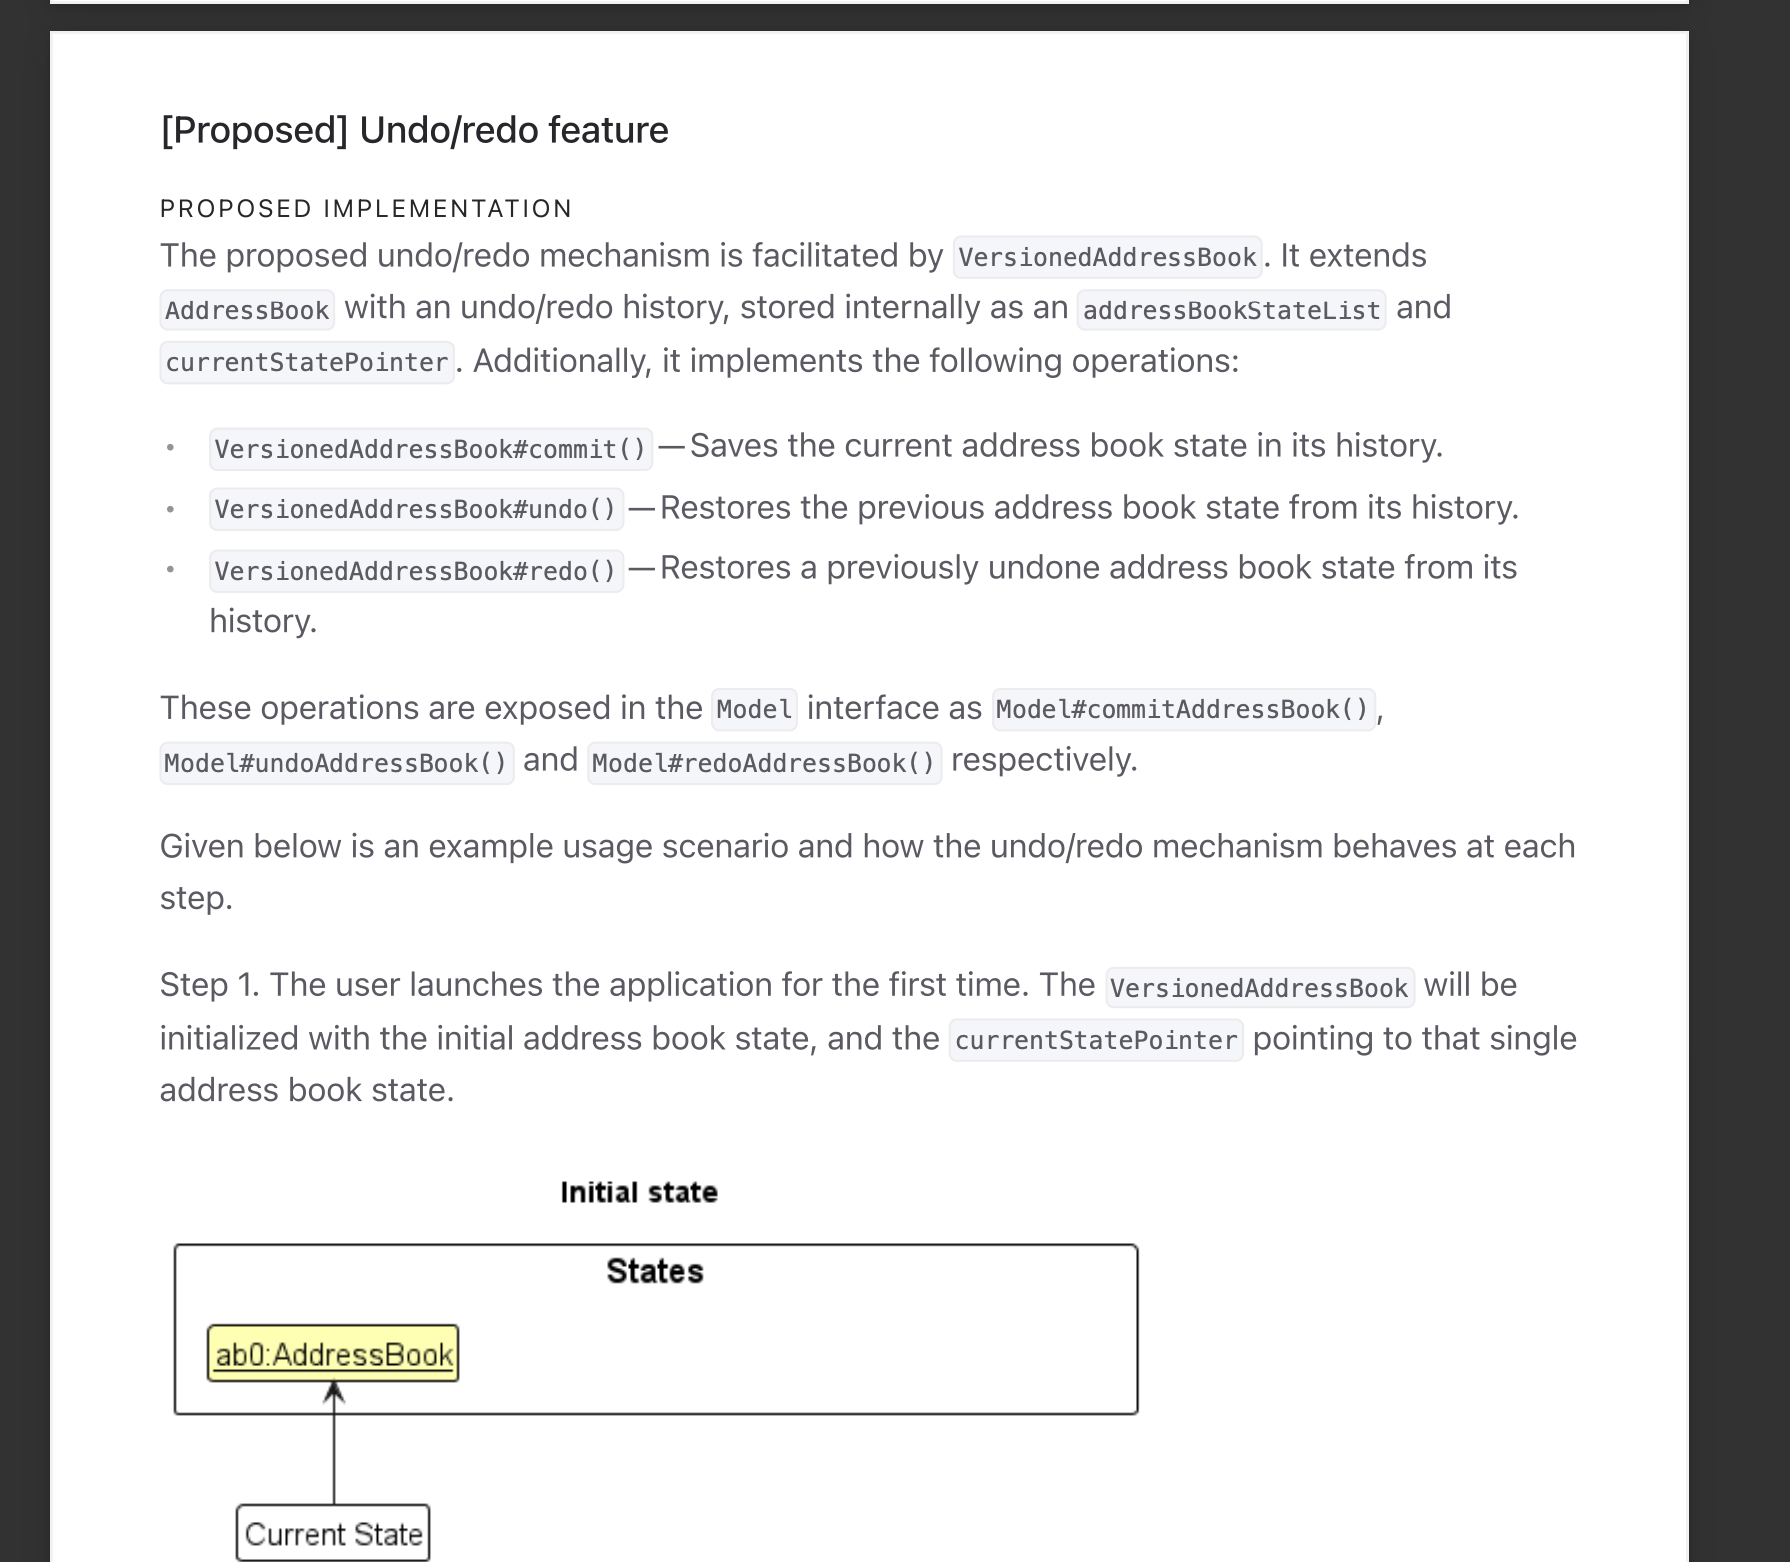 [Proposed] Undo/redo feature
PROPOSED IMPLEMENTATION
The proposed undo/redo mechanism is facilitated by VersionedAddressBook. It extends
AddressBook with an undo/redo history, stored internally as an addressBookStateList and
currentStatePointer. Additionally, it implements the following operations:
• VersionedAddressBook#commit() — Saves the current address book state in its history.
• VersionedAddressBook#undo() — Restores the previous address book state from its history.
• VersionedAddressBook#redo() — Restores a previously undone address book state from its
history.
These operations are exposed in the Model interface as Model#commitAddressBook(),
Model#undoAddressBook() and Model#redoAddressBook() respectively.
Given below is an example usage scenario and how the undo/redo mechanism behaves at each
step.
Step 1. The user launches the application for the first time. The VersionedAddressBook will be
initialized with the initial address book state, and the currentStatePointer pointing to that single
address book state.
Initial state
States
ab0:AddressBook
Current State